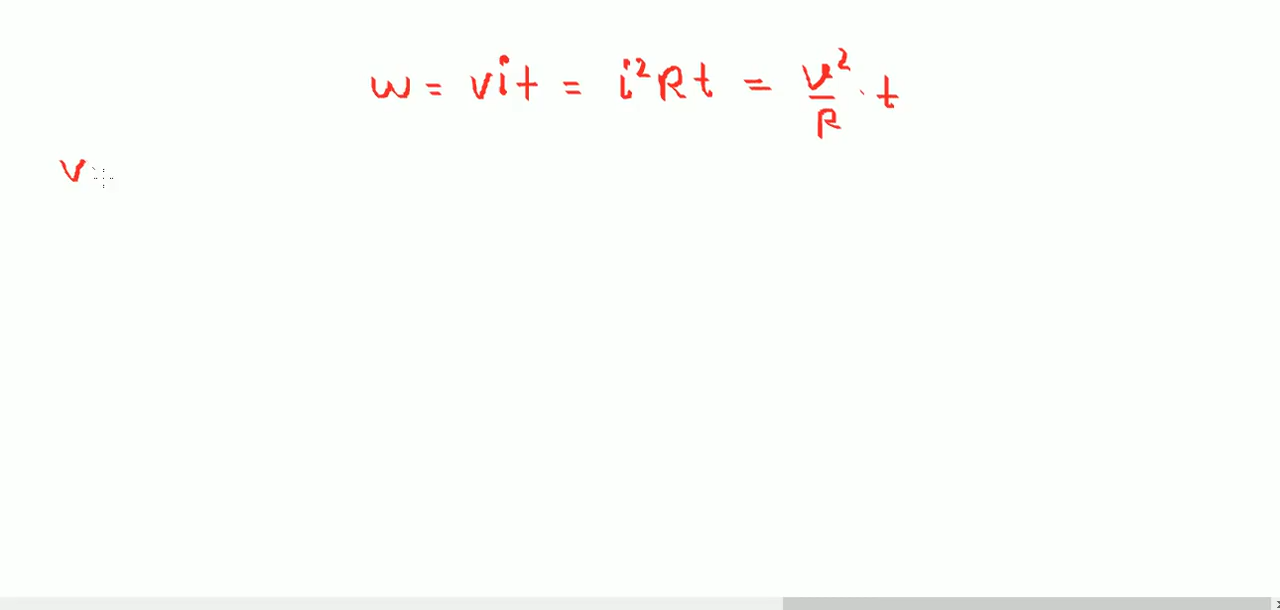 w = vit = i²Rt = v²/R · t
v